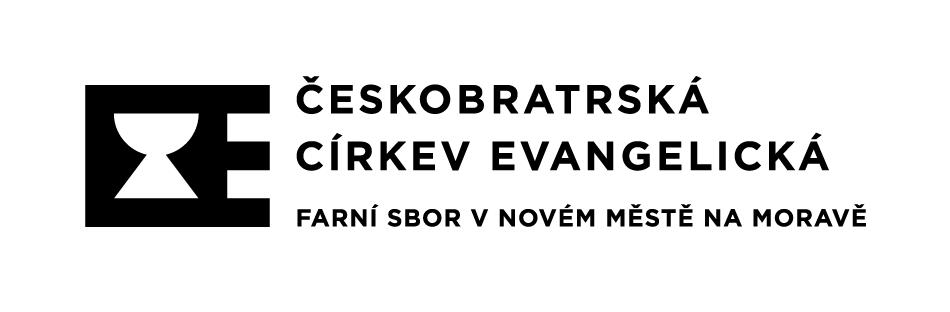 ČESKOBRATRSKÁ
CÍRKEV EVANGELICKÁ
FARNÍ SBOR V NOVÉM MĚSTĚ NA MORAVĚ